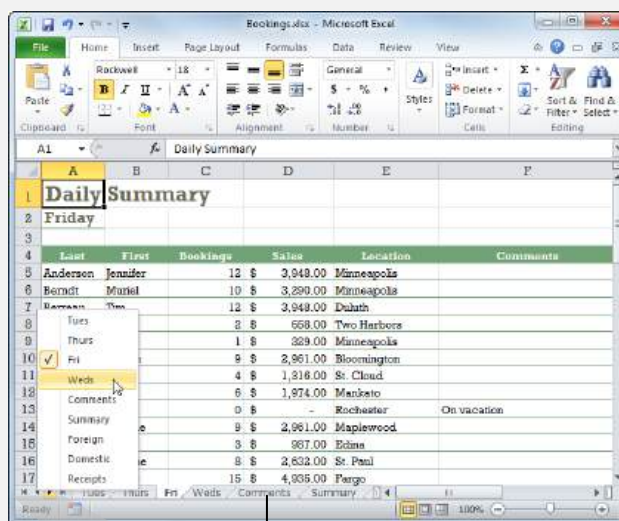 Bookings.xlsx - Microsoft Excel
File Home Insert Page Layout Formulas Data Review View
Rockwell 18 General Insert Σ
Paste B I U A A $ % , Styles Delete Sort & Find &
Format Filter Select
Clipboard Font Alignment Number Cells Editing
A1 fx Daily Summary
A B C D E F
1 Daily Summary
2 Friday
3
4 Last First Bookings Sales Location Comments
5 Anderson Jennifer 12 $ 3,948.00 Minneapolis
6 Berndt Muriel 10 $ 3,290.00 Minneapolis
7 12 $ 3,948.00 Duluth
8 Tues 2 $ 658.00 Two Harbors
9 Thurs 1 $ 329.00 Minneapolis
10 Fri 9 $ 2,961.00 Bloomington
11 Weds 4 $ 1,316.00 St. Cloud
12 Comments 6 $ 1,974.00 Mankato
13 Summary 0 $ - Rochester On vacation
14 Foreign 9 $ 2,961.00 Maplewood
15 3 $ 987.00 Edina
16 Domestic 8 $ 2,632.00 St. Paul
17 Receipts 15 $ 4,935.00 Fargo
Tues Thurs Fri Weds Comments Summary
Ready 100%